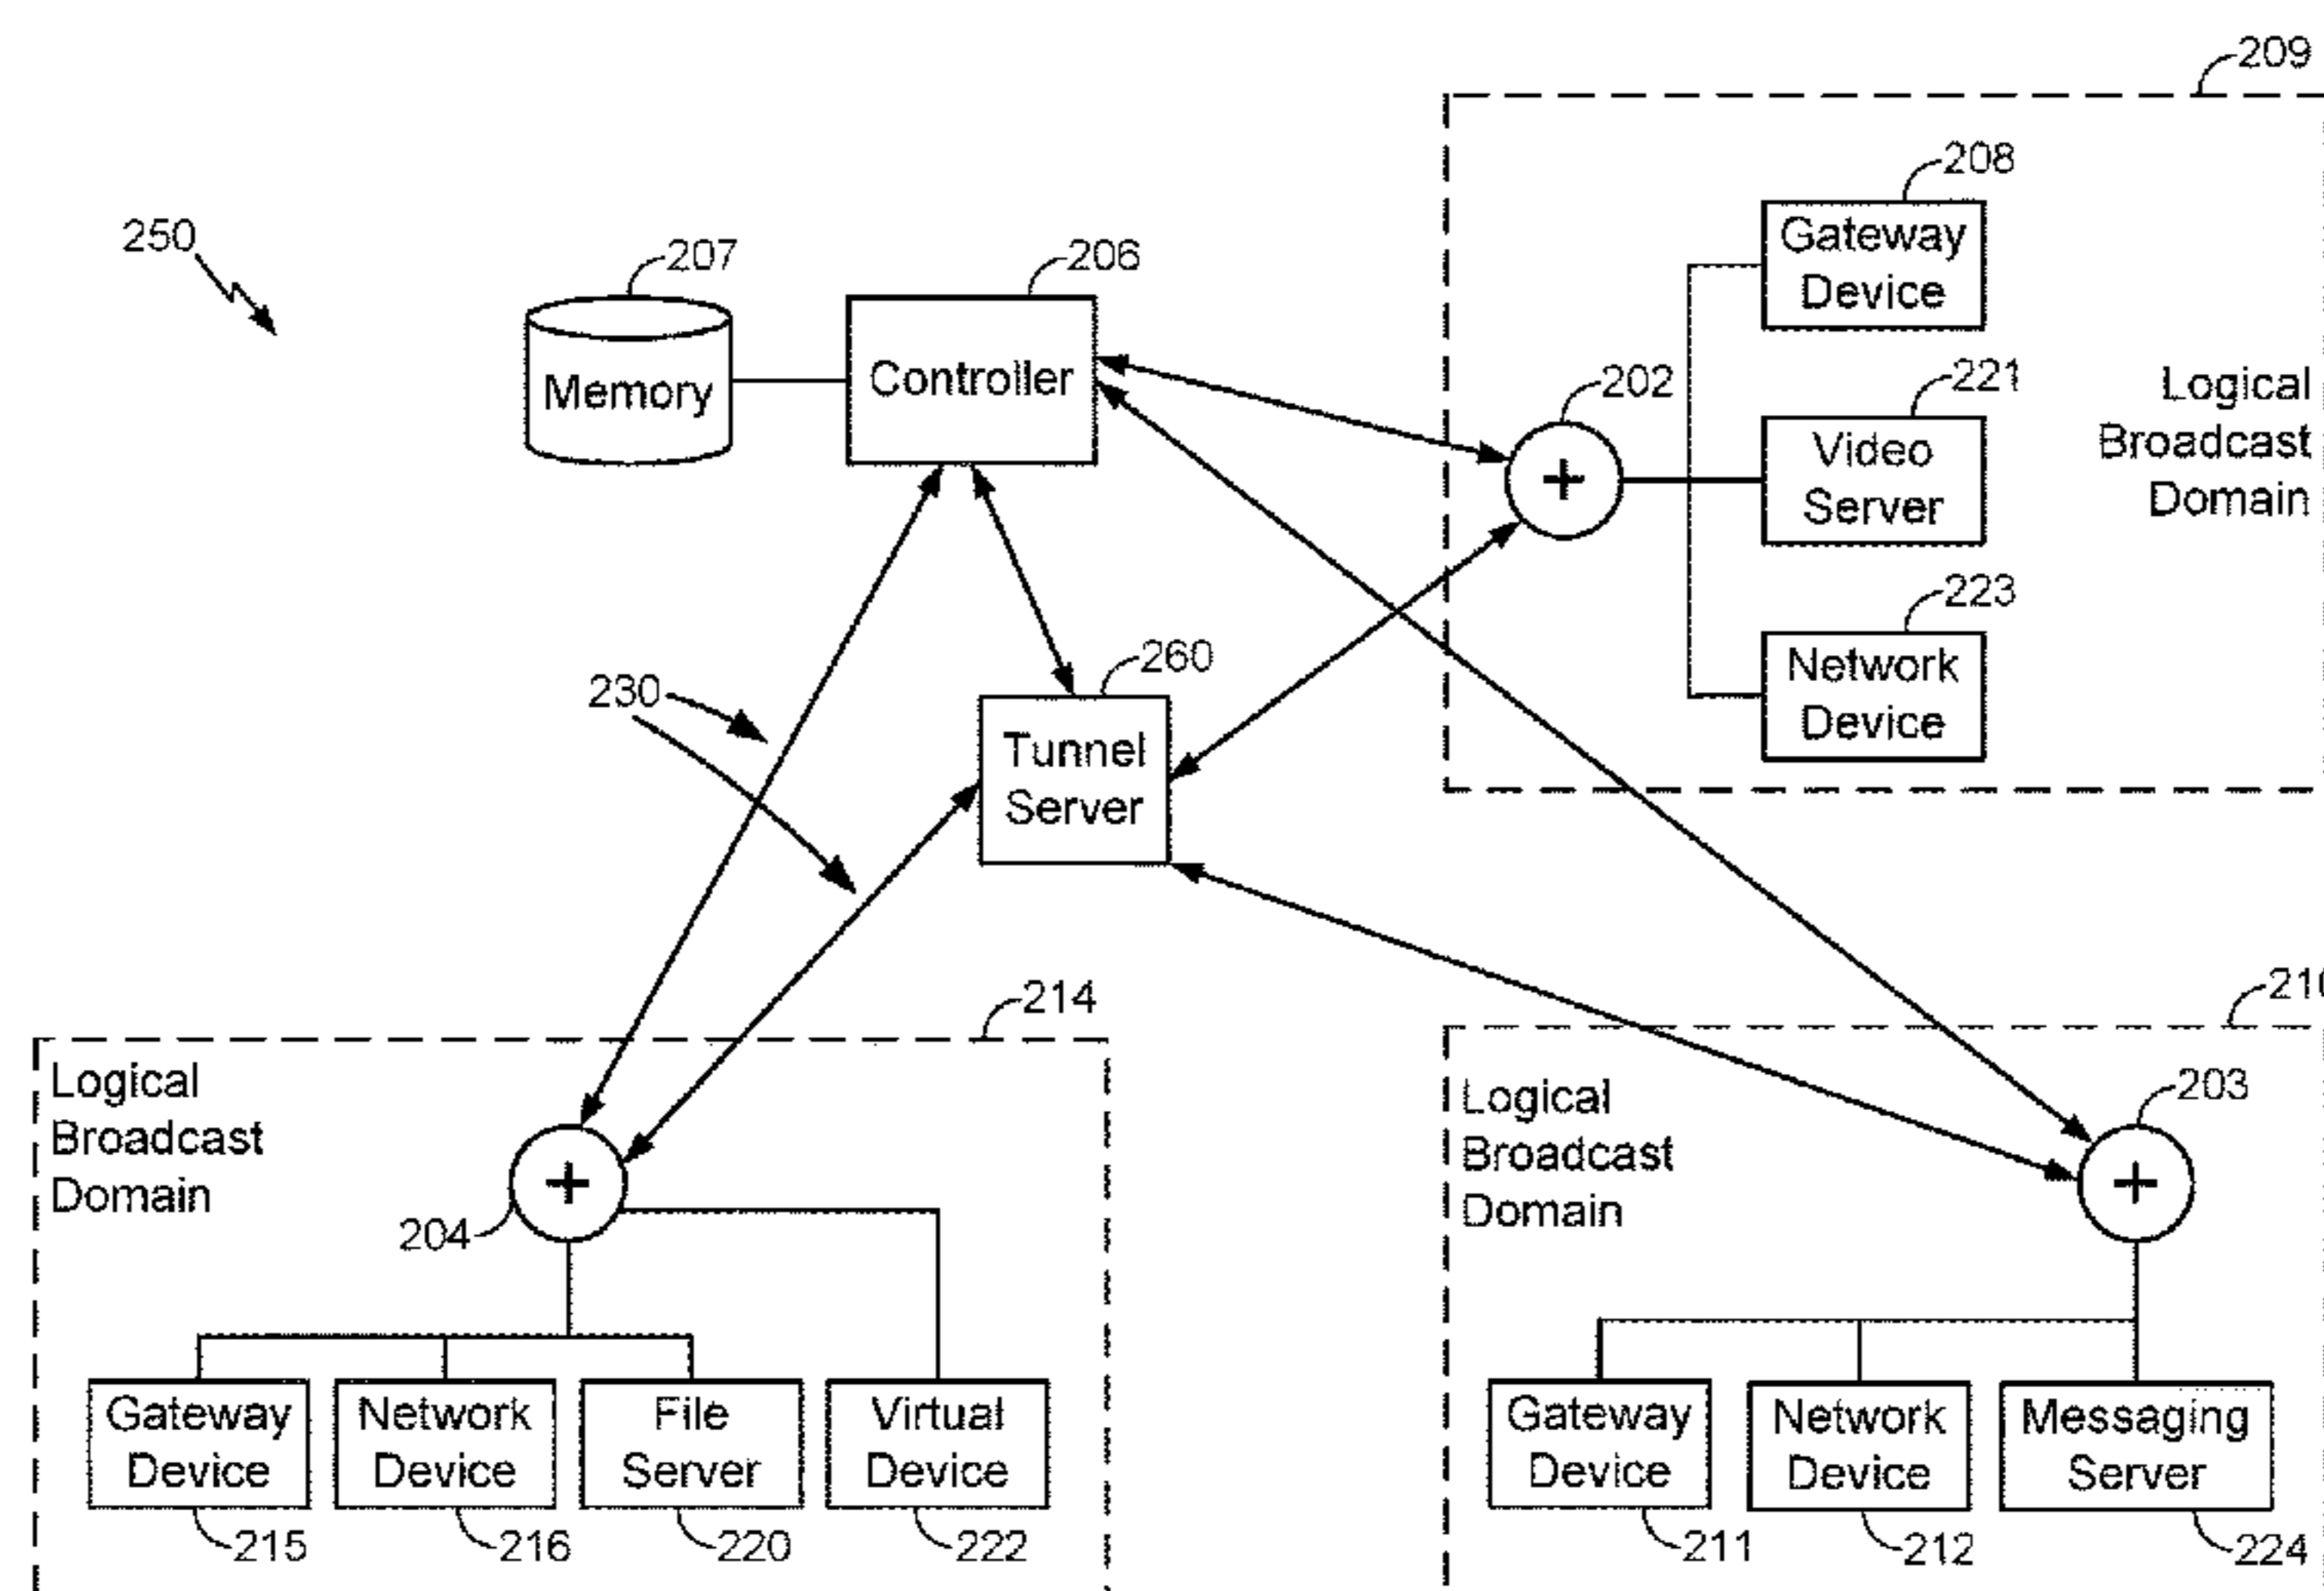 209
208
Gateway
Device
250
207
206
Memory
Controller
202
221
Video
Server
Logical
Broadcast
Domain
223
Network
Device
230
260
Tunnel
Server
214
Logical
Broadcast
Domain
204
+
+
Gateway
Device
Network
Device
File
Server
Virtual
Device
215
216
220
222
Logical
Broadcast
Domain
203
+
Gateway
Device
Network
Device
Messaging
Server
211
212
224